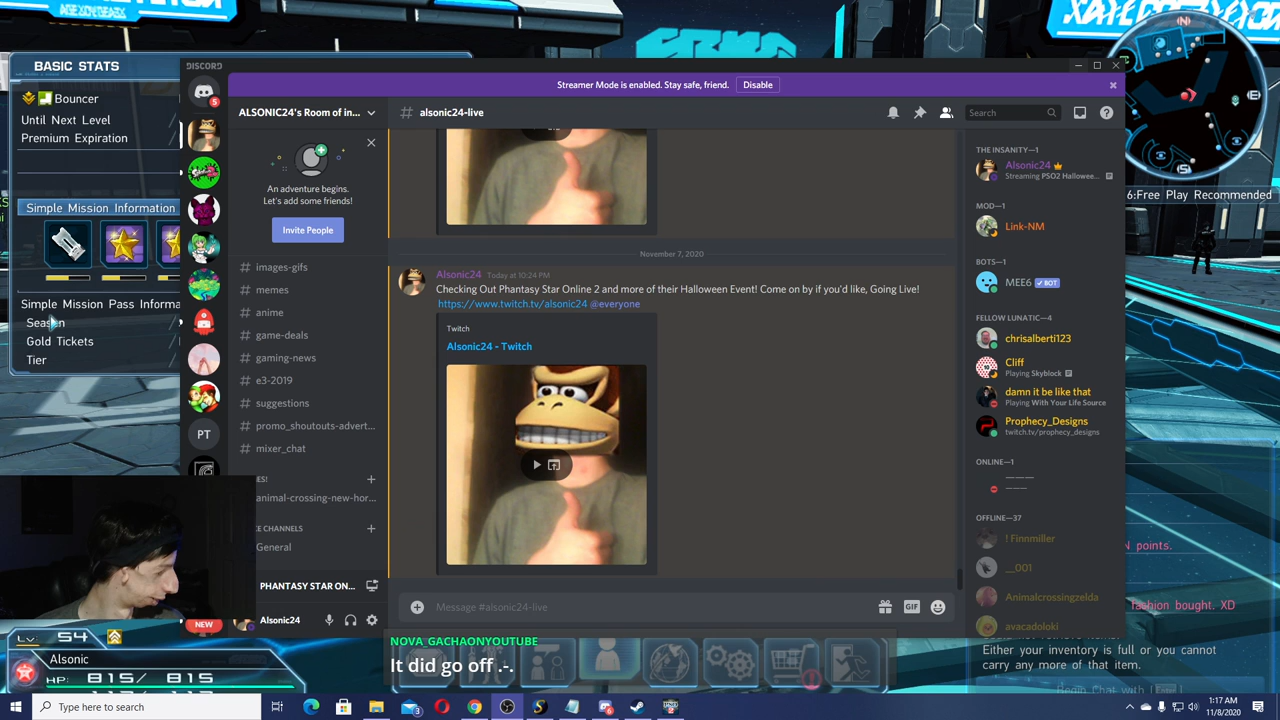 BASIC STATS
Bouncer
Until Next Level
Premium Expiration
Simple Mission Information
Simple Mission Pass Informa
Season
Gold Tickets
Tier
DISCORD
Streamer Mode is enabled. Stay safe, friend.
Disable
ALSONIC24's Room of in...
# alsonic24-live
Search
5
An adventure begins.
Let's add some friends!
Invite People
# images-gifs
# memes
# anime
# game-deals
# gaming-news
# e3-2019
# suggestions
# promo_shoutouts-advert...
# mixer_chat
ES!
animal-crossing-new-hor...
CE CHANNELS
General
PT
PHANTASY STAR ON...
Alsonic24
NEW
November 7, 2020
Alsonic24 Today at 10:24 PM
Checking Out Phantasy Star Online 2 and more of their Halloween Event! Come on by if you'd like, Going Live!
https://www.twitch.tv/alsonic24 @everyone
Twitch
Alsonic24 - Twitch
Message #alsonic24-live
GIF
THE INSANITY—1
Alsonic24
Streaming PSO2 Hallowee...
MOD—1
Link-NM
BOTS—1
MEE6 ✓ BOT
FELLOW LUNATIC—4
chrisalberti123
Cliff
Playing Skyblock
damn it be like that
Playing With Your Life Source
Prophecy_Designs
twitch.tv/prophecy_designs
ONLINE—1
OFFLINE—37
! Finnmiller
__001
Animalcrossingzelda
avacadoloki
6:Free Play Recommended
N points.
fashion bought. XD
Either your inventory is full or you cannot
carry any more of that item.
Begin Chat with [Enter]
NOVA_GACHAONYOUTUBE
It did go off .-.
Lv. 54
Alsonic
HP: 815/ 815
Type here to search
3
6
1:17 AM
11/8/2020